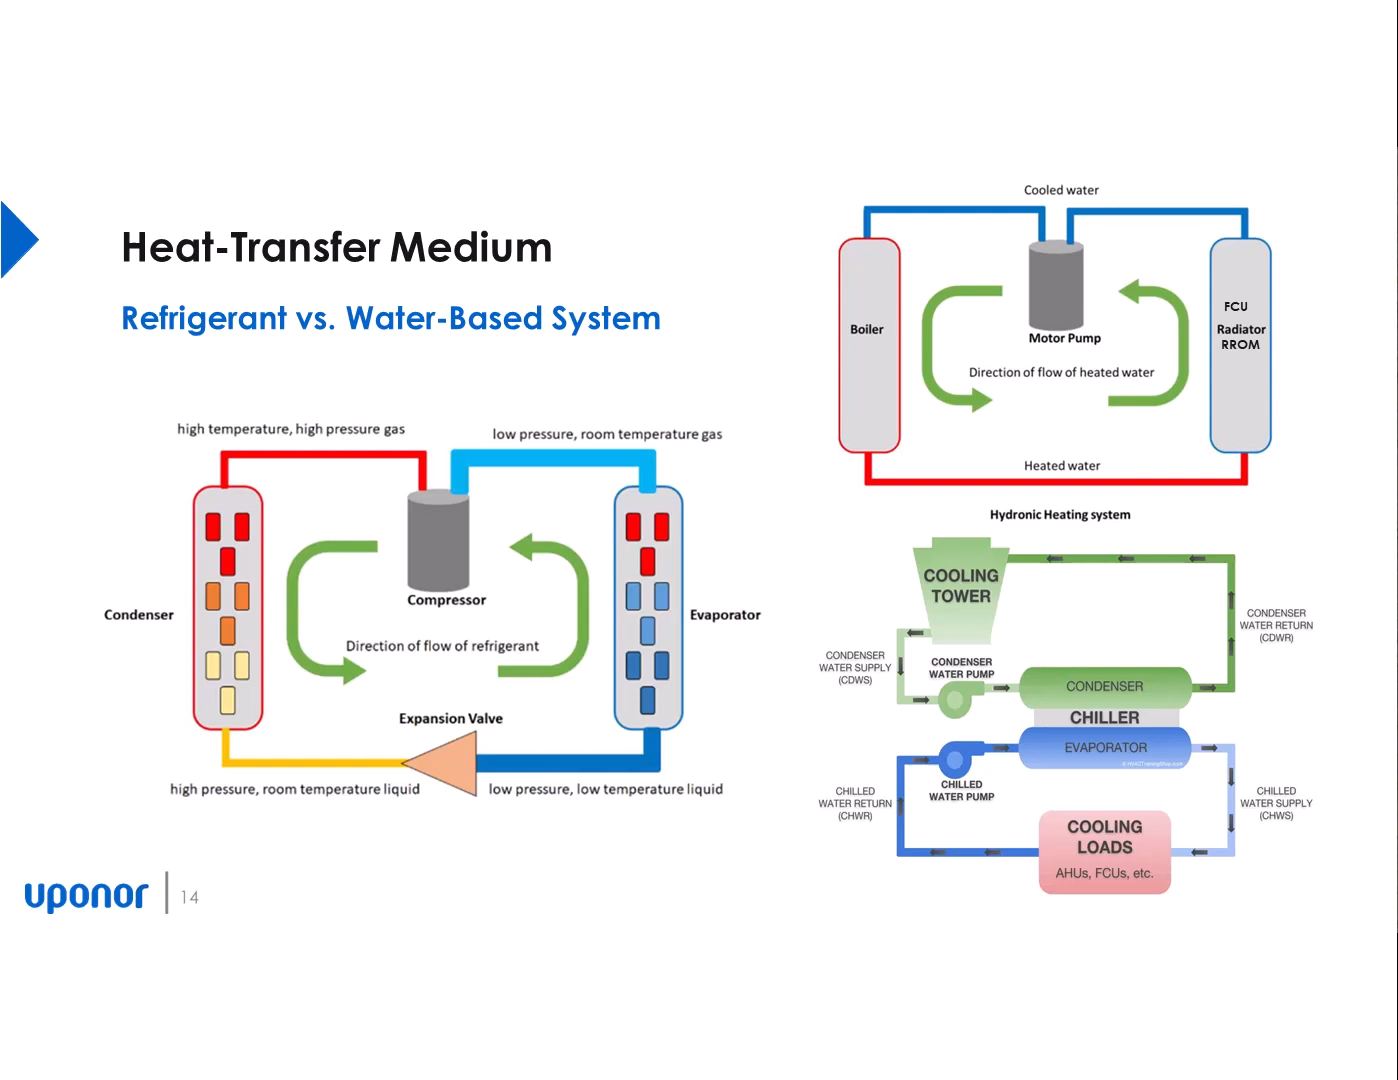 Heat-Transfer Medium
Refrigerant vs. Water-Based System
high temperature, high pressure gas
low pressure, room temperature gas
Condenser
Compressor
Evaporator
Direction of flow of refrigerant
Expansion Valve
high pressure, room temperature liquid
low pressure, low temperature liquid
Cooled water
Boiler
Motor Pump
FCU
Radiator
RROM
Direction of flow of heated water
Heated water
Hydronic Heating system
COOLING
TOWER
CONDENSER
WATER RETURN
(CDWR)
CONDENSER
WATER SUPPLY
(CDWS)
CONDENSER
WATER PUMP
CONDENSER
CHILLER
EVAPORATOR
© HVACTrainingShop.com
CHILLED
WATER PUMP
CHILLED
WATER RETURN
(CHWR)
CHILLED
WATER SUPPLY
(CHWS)
COOLING
LOADS
AHUs, FCUs, etc.
uponor
14